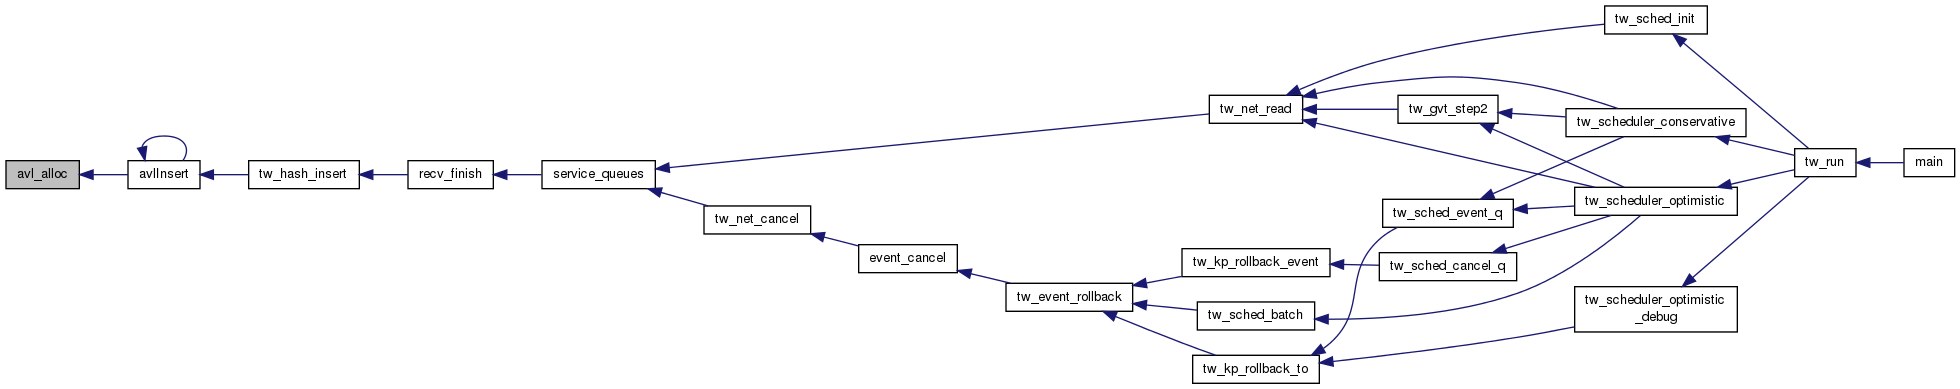 tw_sched_init
tw_net_read
tw_gvt_step2
tw_scheduler_conservative
tw_run
main
avl_alloc
avlInsert
tw_hash_insert
recv_finish
service_queues
tw_scheduler_optimistic
tw_net_cancel
tw_sched_event_q
event_cancel
tw_kp_rollback_event
tw_sched_cancel_q
tw_event_rollback
tw_sched_batch
tw_scheduler_optimistic
_debug
tw_kp_rollback_to